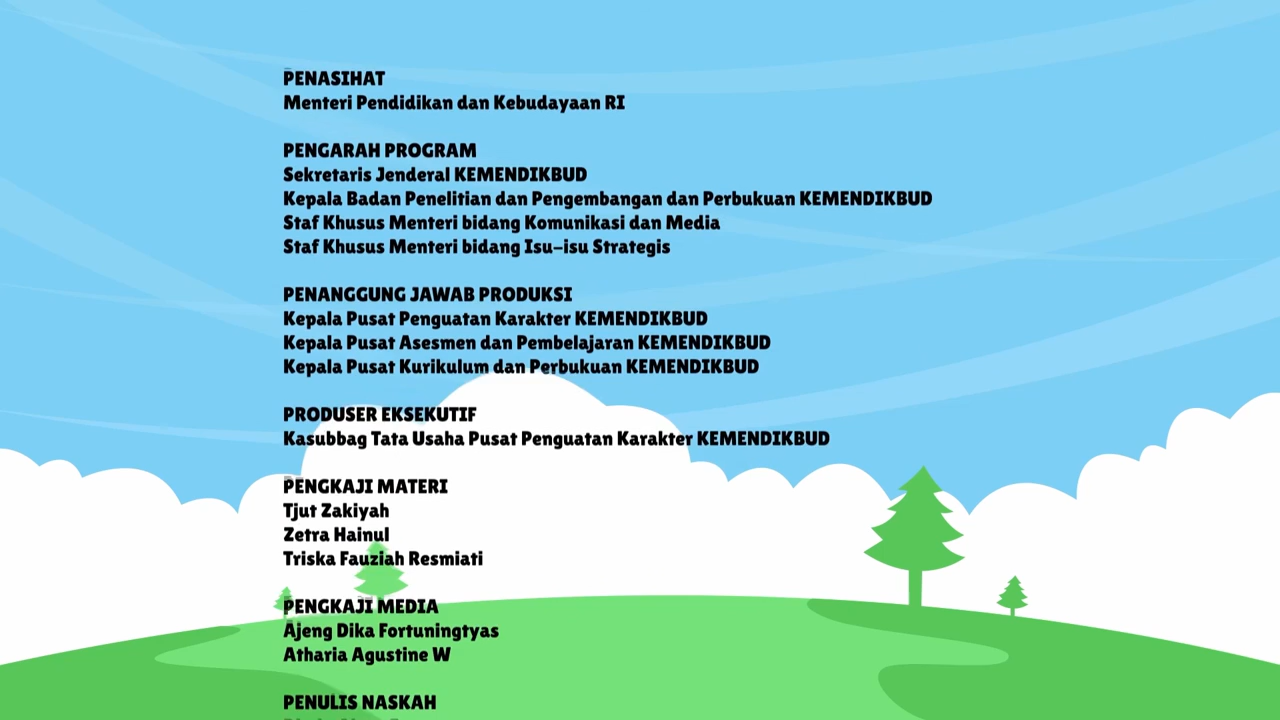 PENASIHAT
Menteri Pendidikan dan Kebudayaan RI
PENGARAH PROGRAM
Sekretaris Jenderal KEMENDIKBUD
Kepala Badan Penelitian dan Pengembangan dan Perbukuan KEMENDIKBUD
Staf Khusus Menteri bidang Komunikasi dan Media
Staf Khusus Menteri bidang Isu-isu Strategis
PENANGGUNG JAWAB PRODUKSI
Kepala Pusat Penguatan Karakter KEMENDIKBUD
Kepala Pusat Asesmen dan Pembelajaran KEMENDIKBUD
Kepala Pusat Kurikulum dan Perbukuan KEMENDIKBUD
PRODUSER EKSEKUTIF
Kasubbag Tata Usaha Pusat Penguatan Karakter KEMENDIKBUD
PENGKAJI MATERI
Tjut Zakiyah
Zetra Hainul
Triska Fauziah Resmiati
PENGKAJI MEDIA
Ajeng Dika Fortuningtyas
Atharia Agustine W
PENULIS NASKAH